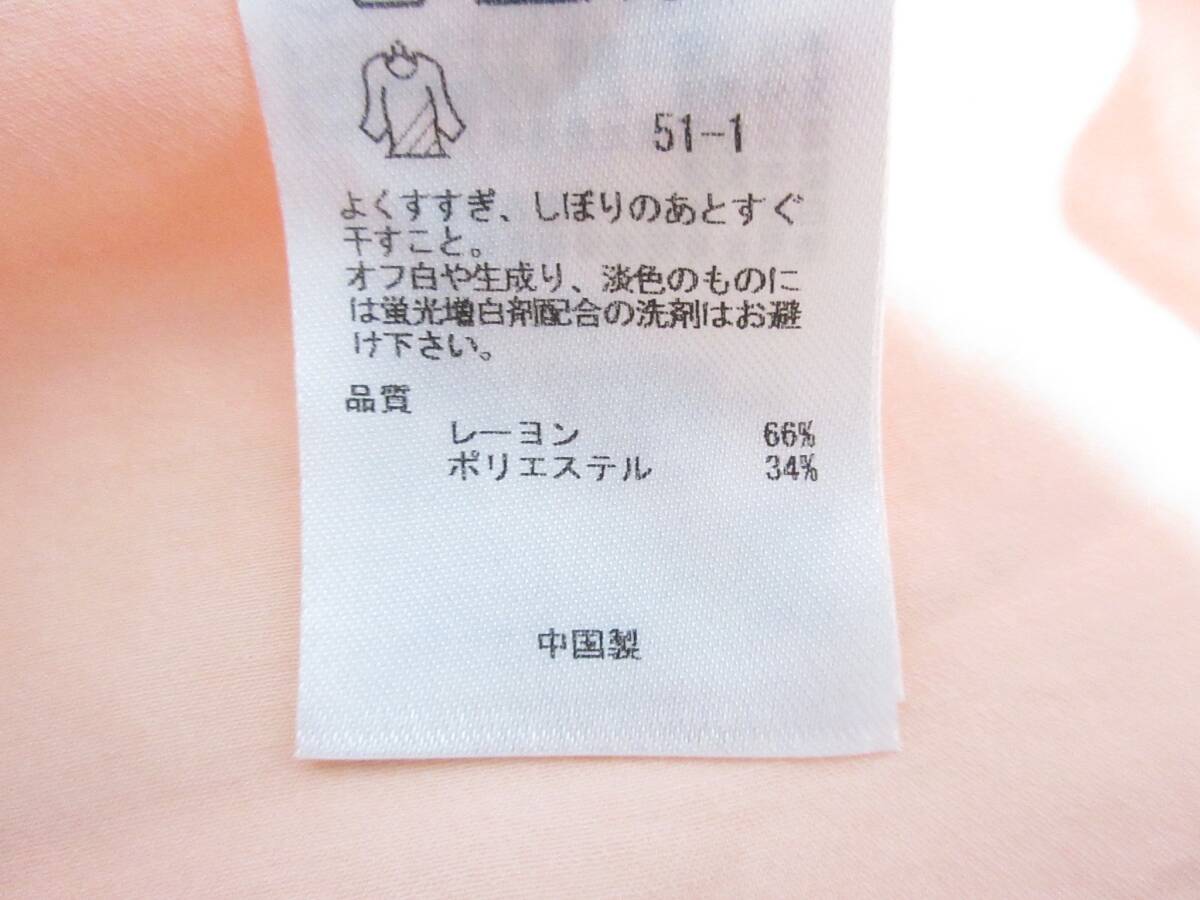 51-1
よくすすぎ、しぼりのあとすぐ
干すこと。
オフ白や生成り、淡色のものに
は蛍光増白剤配合の洗剤はお避
け下さい。
品質
レーヨン 66%
ポリエステル 34%
中国製